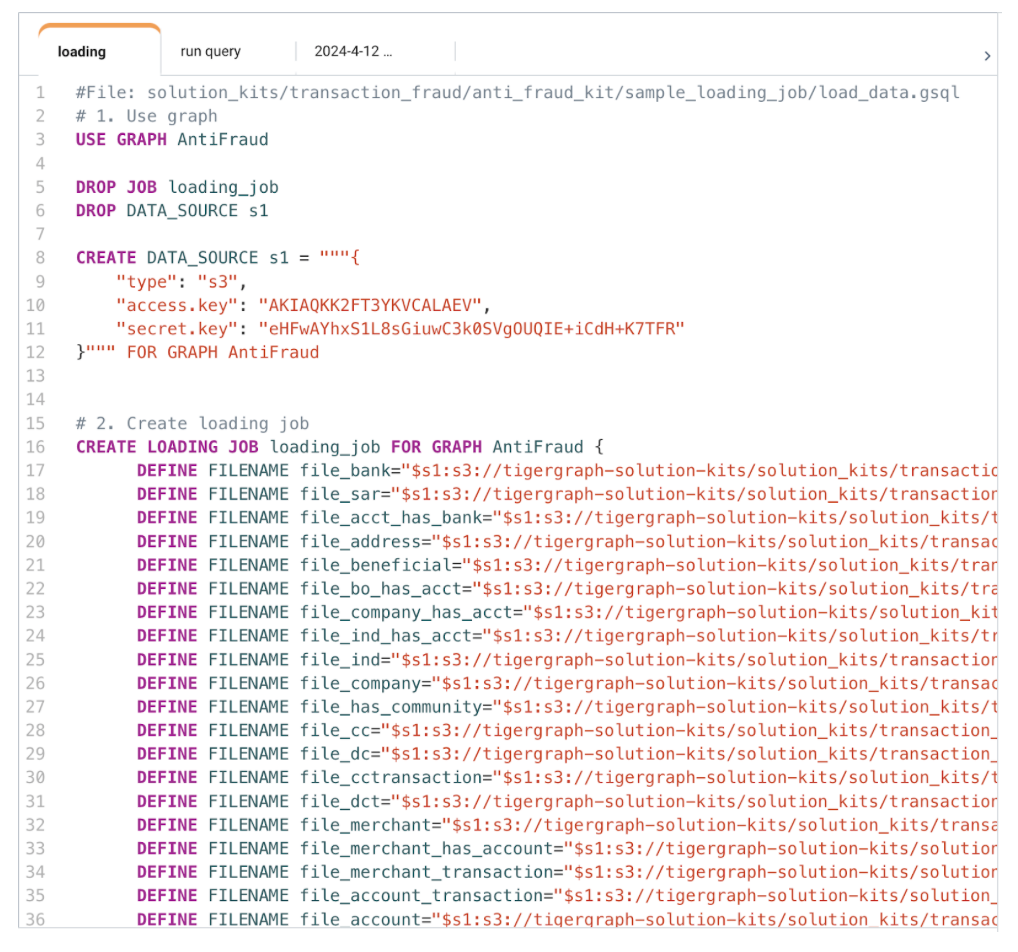 loading run query 2024-4-12 ...
1 #File: solution_kits/transaction_fraud/anti_fraud_kit/sample_loading_job/load_data.gsql
2 # 1. Use graph
3 USE GRAPH AntiFraud
4
5 DROP JOB loading_job
6 DROP DATA_SOURCE s1
7
8 CREATE DATA_SOURCE s1 = """{
9 "type": "s3",
10 "access.key": "AKIAQKK2FT3YKVCALAEV",
11 "secret.key": "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"
12 }""" FOR GRAPH AntiFraud
13
14
15 # 2. Create loading job
16 CREATE LOADING JOB loading_job FOR GRAPH AntiFraud {
17 DEFINE FILENAME file_bank="$s1:s3://tigergraph-solution-kits/solution_kits/transactio
18 DEFINE FILENAME file_sar="$s1:s3://tigergraph-solution-kits/solution_kits/transaction
19 DEFINE FILENAME file_acct_has_bank="$s1:s3://tigergraph-solution-kits/solution_kits/t
20 DEFINE FILENAME file_address="$s1:s3://tigergraph-solution-kits/solution_kits/transac
21 DEFINE FILENAME file_beneficial="$s1:s3://tigergraph-solution-kits/solution_kits/tran
22 DEFINE FILENAME file_bo_has_acct="$s1:s3://tigergraph-solution-kits/solution_kits/tra
23 DEFINE FILENAME file_company_has_acct="$s1:s3://tigergraph-solution-kits/solution_kit
24 DEFINE FILENAME file_ind_has_acct="$s1:s3://tigergraph-solution-kits/solution_kits/tr
25 DEFINE FILENAME file_ind="$s1:s3://tigergraph-solution-kits/solution_kits/transaction
26 DEFINE FILENAME file_company="$s1:s3://tigergraph-solution-kits/solution_kits/transac
27 DEFINE FILENAME file_has_community="$s1:s3://tigergraph-solution-kits/solution_kits/t
28 DEFINE FILENAME file_cc="$s1:s3://tigergraph-solution-kits/solution_kits/transaction_
29 DEFINE FILENAME file_dc="$s1:s3://tigergraph-solution-kits/solution_kits/transaction_
30 DEFINE FILENAME file_cctransaction="$s1:s3://tigergraph-solution-kits/solution_kits/t
31 DEFINE FILENAME file_dct="$s1:s3://tigergraph-solution-kits/solution_kits/transaction
32 DEFINE FILENAME file_merchant="$s1:s3://tigergraph-solution-kits/solution_kits/transa
33 DEFINE FILENAME file_merchant_has_account="$s1:s3://tigergraph-solution-kits/solution
34 DEFINE FILENAME file_merchant_transaction="$s1:s3://tigergraph-solution-kits/solution
35 DEFINE FILENAME file_account_transaction="$s1:s3://tigergraph-solution-kits/solution_
36 DEFINE FILENAME file_account="$s1:s3://tigergraph-solution-kits/solution_kits/transac